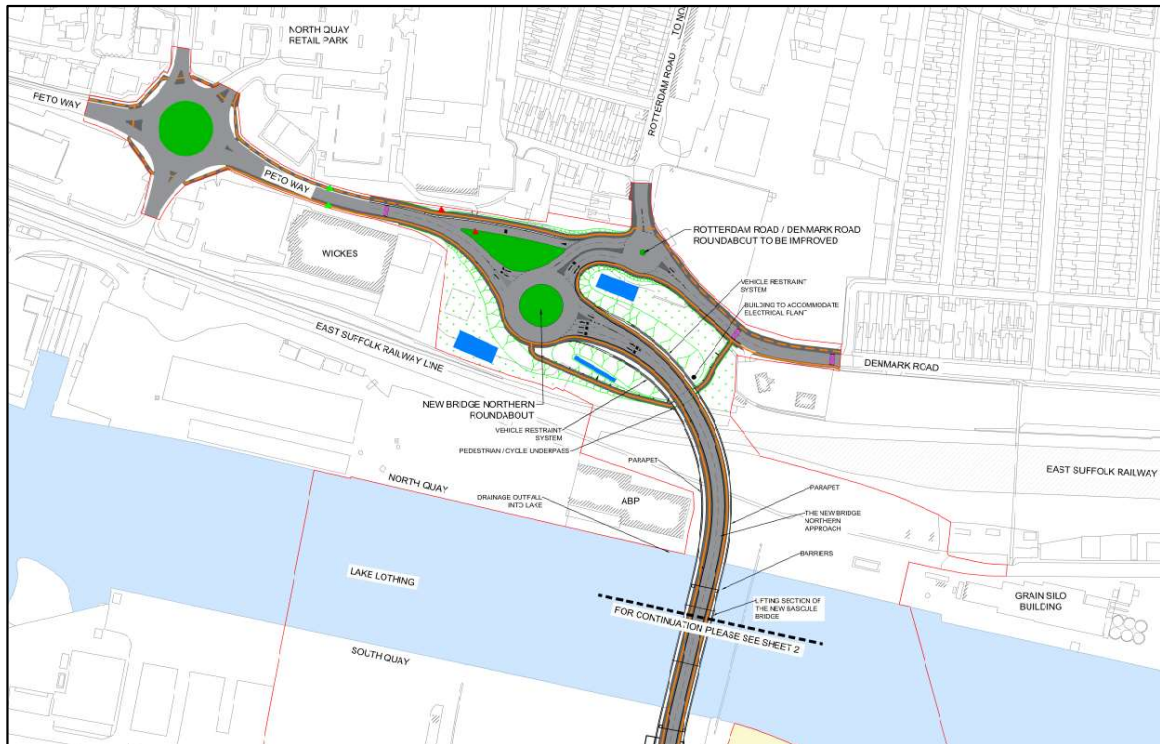 NORTH QUAY
RETAIL PARK
ROTTERDAM ROAD
PETO WAY
PETO WAY
WICKES
ROTTERDAM ROAD / DENMARK ROAD
ROUNDABOUT TO BE IMPROVED
VEHICLE RESTRAINT
SYSTEM
BUILDING TO ACCOMMODATE
ELECTRICAL PLANT
EAST SUFFOLK RAILWAY LINE
DENMARK ROAD
NEW BRIDGE NORTHERN
ROUNDABOUT
VEHICLE RESTRAINT
SYSTEM
PEDESTRIAN / CYCLE UNDERPASS
PARAPET
EAST SUFFOLK RAILWAY
NORTH QUAY
DRAINAGE OUTFALL
INTO LAKE
ABP
PARAPET
THE NEW BRIDGE
NORTHERN
APPROACH
BARRIERS
LAKE LOTHING
LIFTING SECTION OF
THE NEW BASCULE
BRIDGE
GRAIN SILO
BUILDING
FOR CONTINUATION PLEASE SEE SHEET 2
SOUTH QUAY